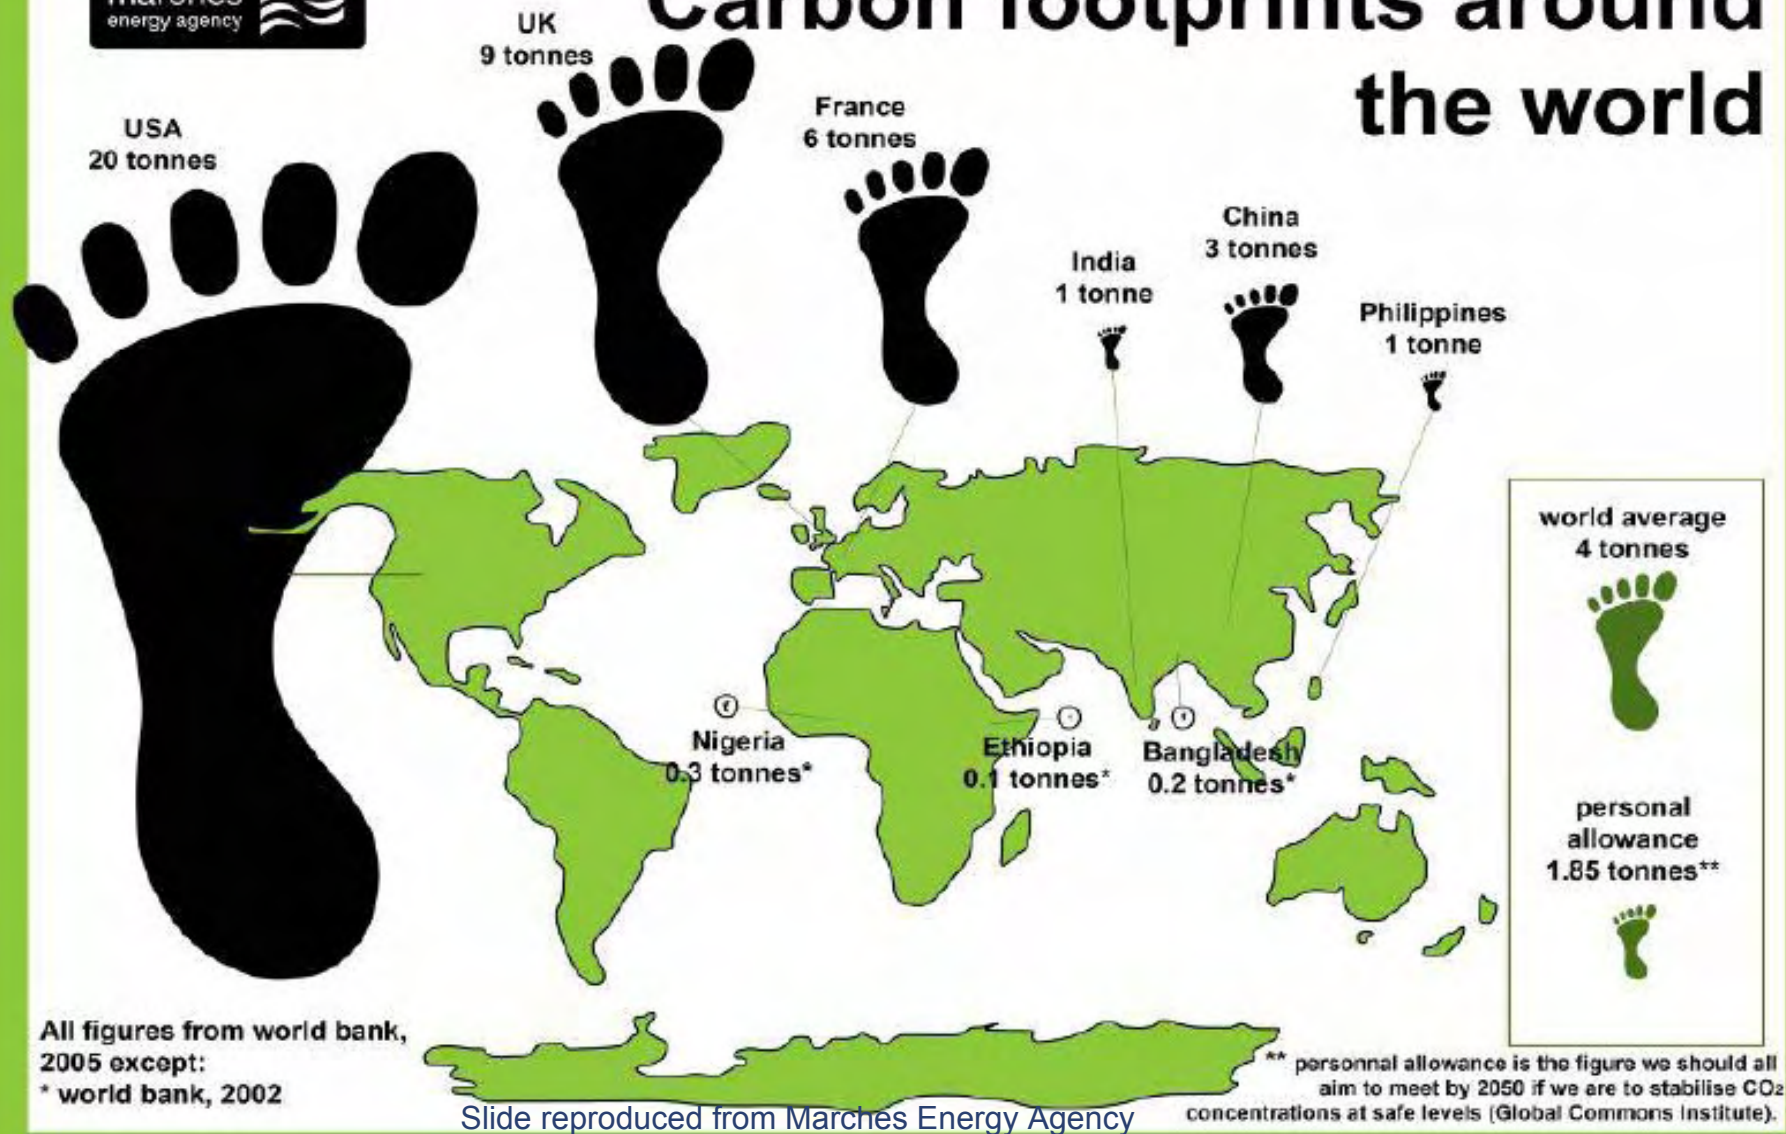 marches
energy agency
Carbon footprints around
the world
UK
9 tonnes
France
6 tonnes
USA
20 tonnes
China
3 tonnes
India
1 tonne
Philippines
1 tonne
world average
4 tonnes
Nigeria
0.3 tonnes*
Ethiopia
0.1 tonnes*
Bangladesh
0.2 tonnes*
personal
allowance
1.85 tonnes**
All figures from world bank,
2005 except:
* world bank, 2002
** personnal allowance is the figure we should all
aim to meet by 2050 if we are to stabilise CO₂
concentrations at safe levels (Global Commons Institute).
Slide reproduced from Marches Energy Agency